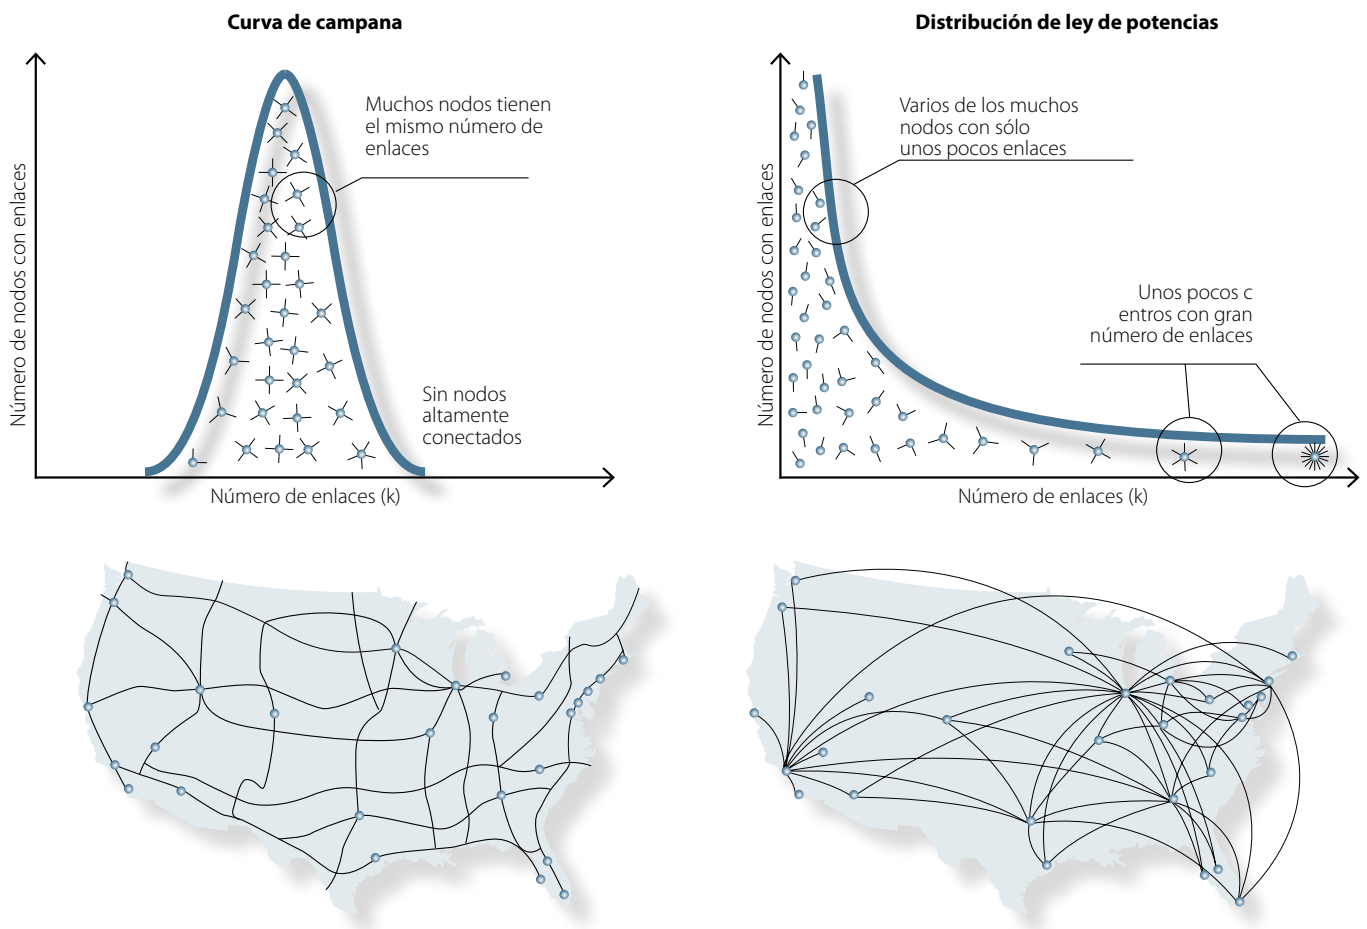 Curva de campana
Número de nodos con enlaces
Muchos nodos tienen
el mismo número de
enlaces
Sin nodos
altamente
conectados
Número de enlaces (k)
Distribución de ley de potencias
Número de nodos con enlaces
Varios de los muchos
nodos con sólo
unos pocos enlaces
Unos pocos c
entros con gran
número de enlaces
Número de enlaces (k)